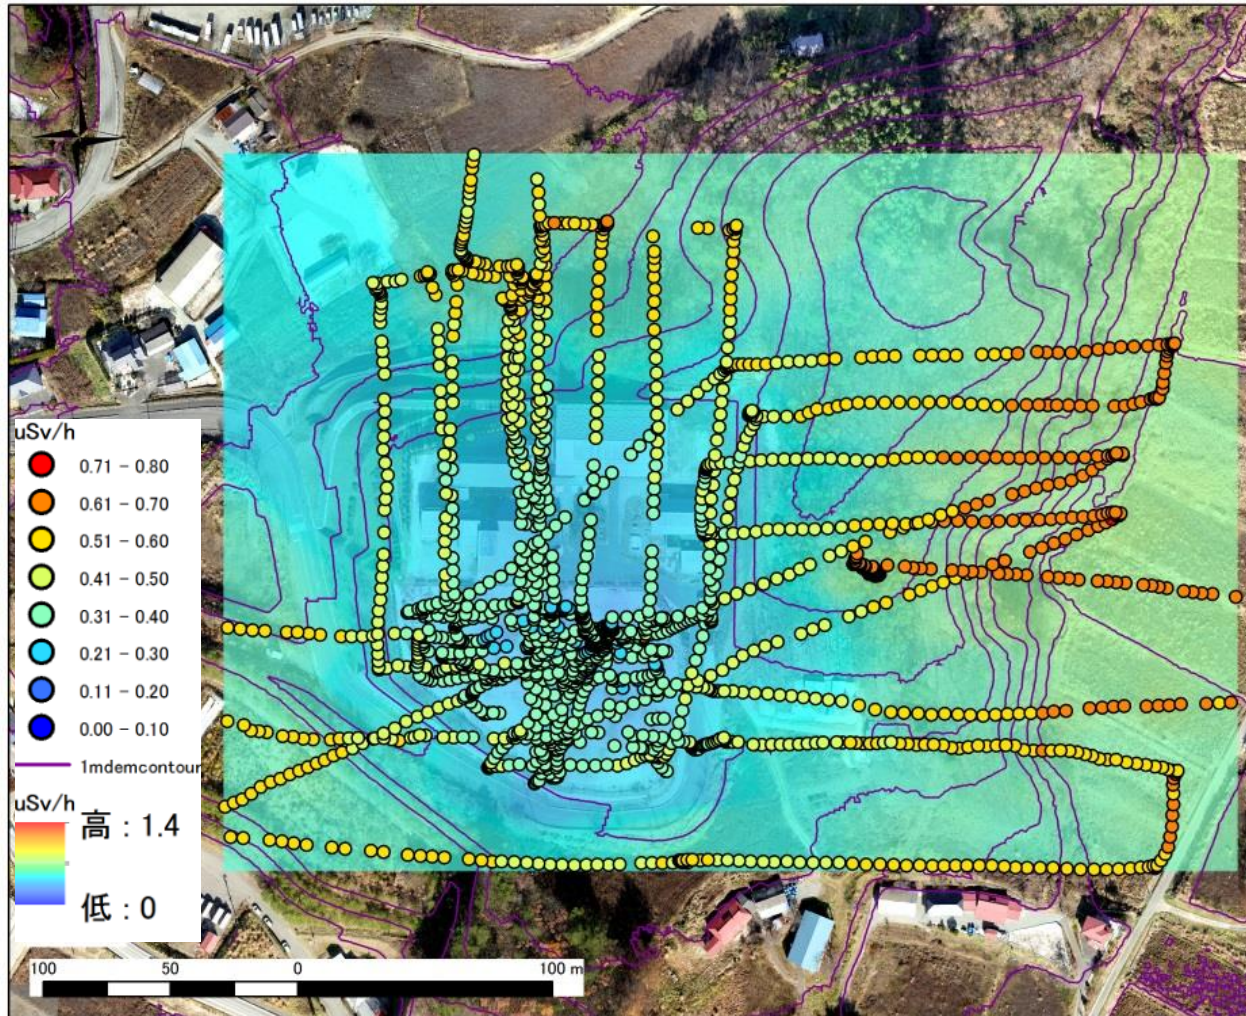 uSv/h
0.71 - 0.80
0.61 - 0.70
0.51 - 0.60
0.41 - 0.50
0.31 - 0.40
0.21 - 0.30
0.11 - 0.20
0.00 - 0.10
1mdemcontour
uSv/h
高 : 1.4
低 : 0
100 50 0 100 m